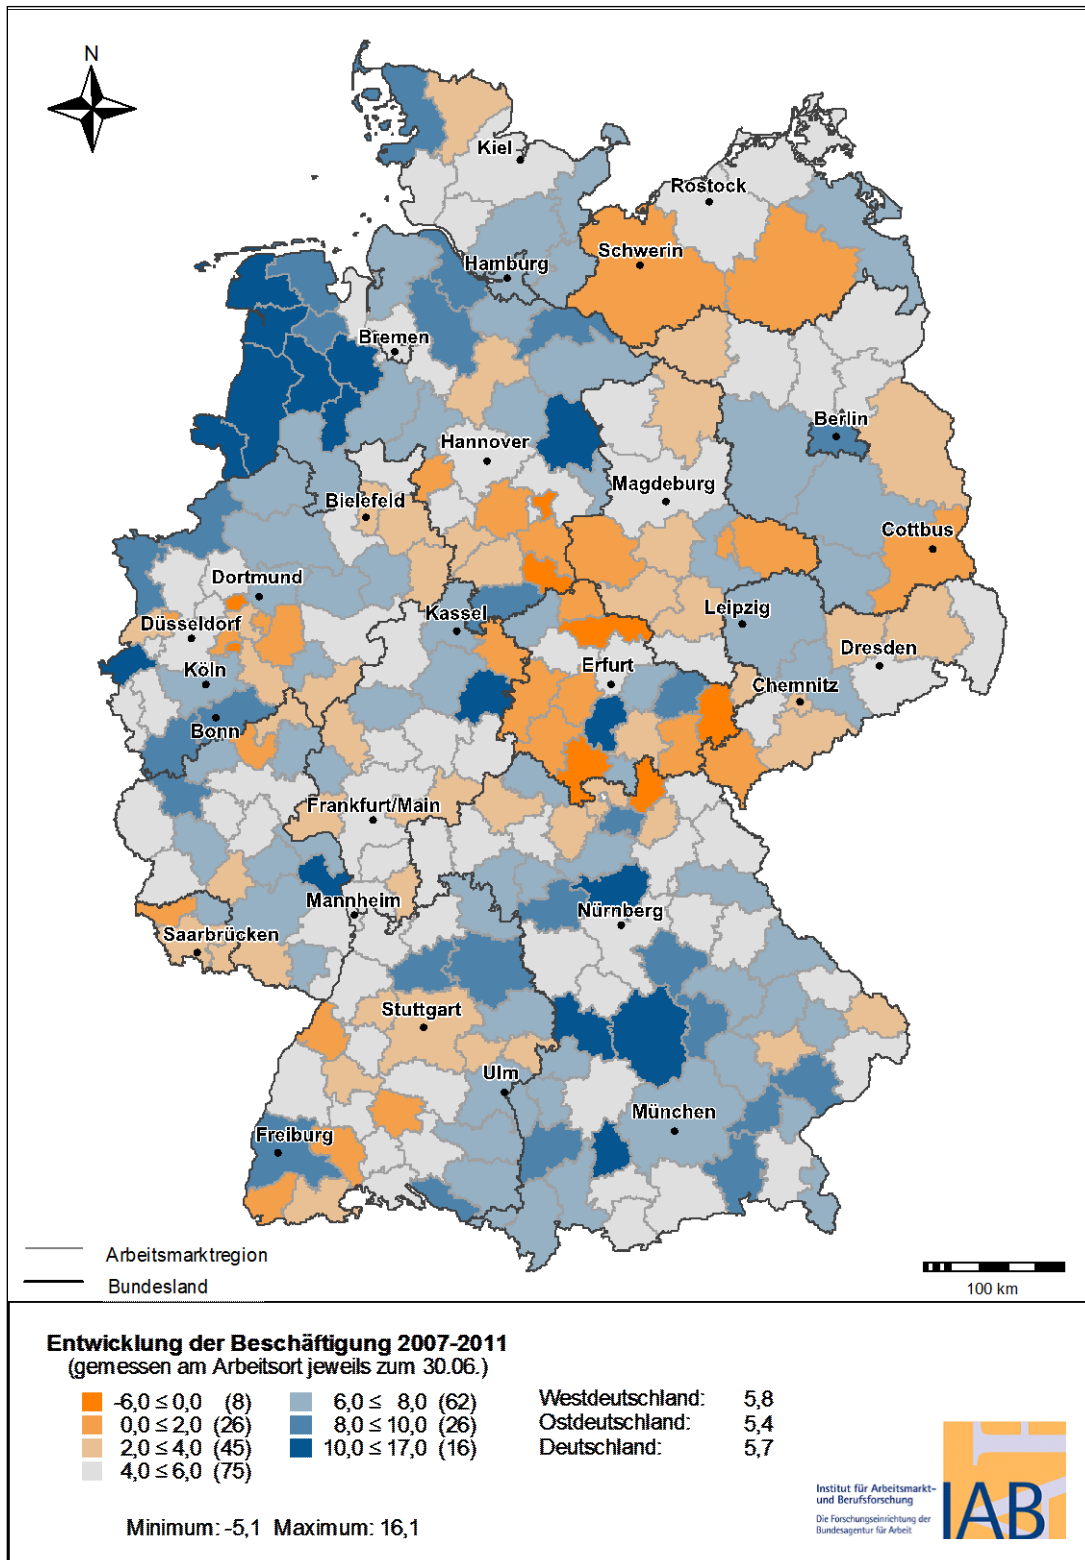 N
Kiel
Rostock
Schwerin
Hamburg
Bremen
Berlin
Hannover
Magdeburg
Bielefeld
Cottbus
Dortmund
Kassel
Leipzig
Düsseldorf
Dresden
Köln
Erfurt
Chemnitz
Bonn
Frankfurt/Main
Mannheim
Nürnberg
Saarbrücken
Stuttgart
Ulm
München
Freiburg
Arbeitsmarktregion
Bundesland
100 km
Entwicklung der Beschäftigung 2007-2011
(gemessen am Arbeitsort jeweils zum 30.06.)
-6,0 ≤ 0,0 (8)
0,0 ≤ 2,0 (26)
2,0 ≤ 4,0 (45)
4,0 ≤ 6,0 (75)
6,0 ≤ 8,0 (62)
8,0 ≤ 10,0 (26)
10,0 ≤ 17,0 (16)
Westdeutschland: 5,8
Ostdeutschland: 5,4
Deutschland: 5,7
Minimum: -5,1 Maximum: 16,1
Institut für Arbeitsmarkt-
und Berufsforschung
Die Forschungseinrichtung der
Bundesagentur für Arbeit
IAB